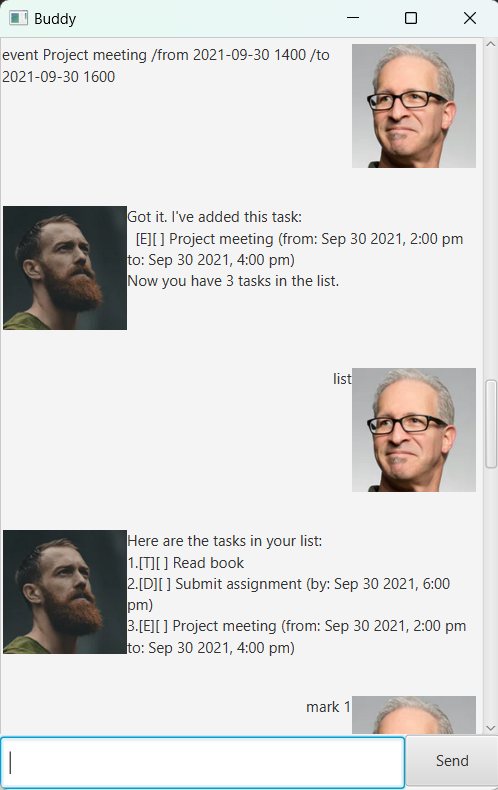 Buddy
event Project meeting /from 2021-09-30 1400 /to
2021-09-30 1600
Got it. I've added this task:
[E][ ] Project meeting (from: Sep 30 2021, 2:00 pm
to: Sep 30 2021, 4:00 pm)
Now you have 3 tasks in the list.
list
Here are the tasks in your list:
1.[T][ ] Read book
2.[D][ ] Submit assignment (by: Sep 30 2021, 6:00
pm)
3.[E][ ] Project meeting (from: Sep 30 2021, 2:00 pm
to: Sep 30 2021, 4:00 pm)
mark 1
Send